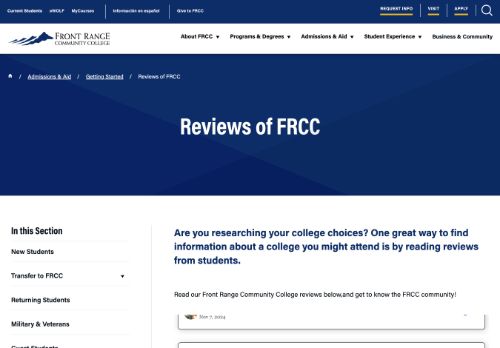 Current Students eWOLF MyCourses Información en español Give to FRCC REQUEST INFO VISIT APPLY
FRONT RANGE
COMMUNITY COLLEGE
About FRCC Programs & Degrees Admissions & Aid Student Experience Business & Community
/ Admissions & Aid / Getting Started / Reviews of FRCC
Reviews of FRCC
In this Section
New Students
Transfer to FRCC
Returning Students
Military & Veterans
Guest Students
Are you researching your college choices? One great way to find
information about a college you might attend is by reading reviews
from students.
Read our Front Range Community College reviews below,and get to know the FRCC community!
Nov 7, 2024